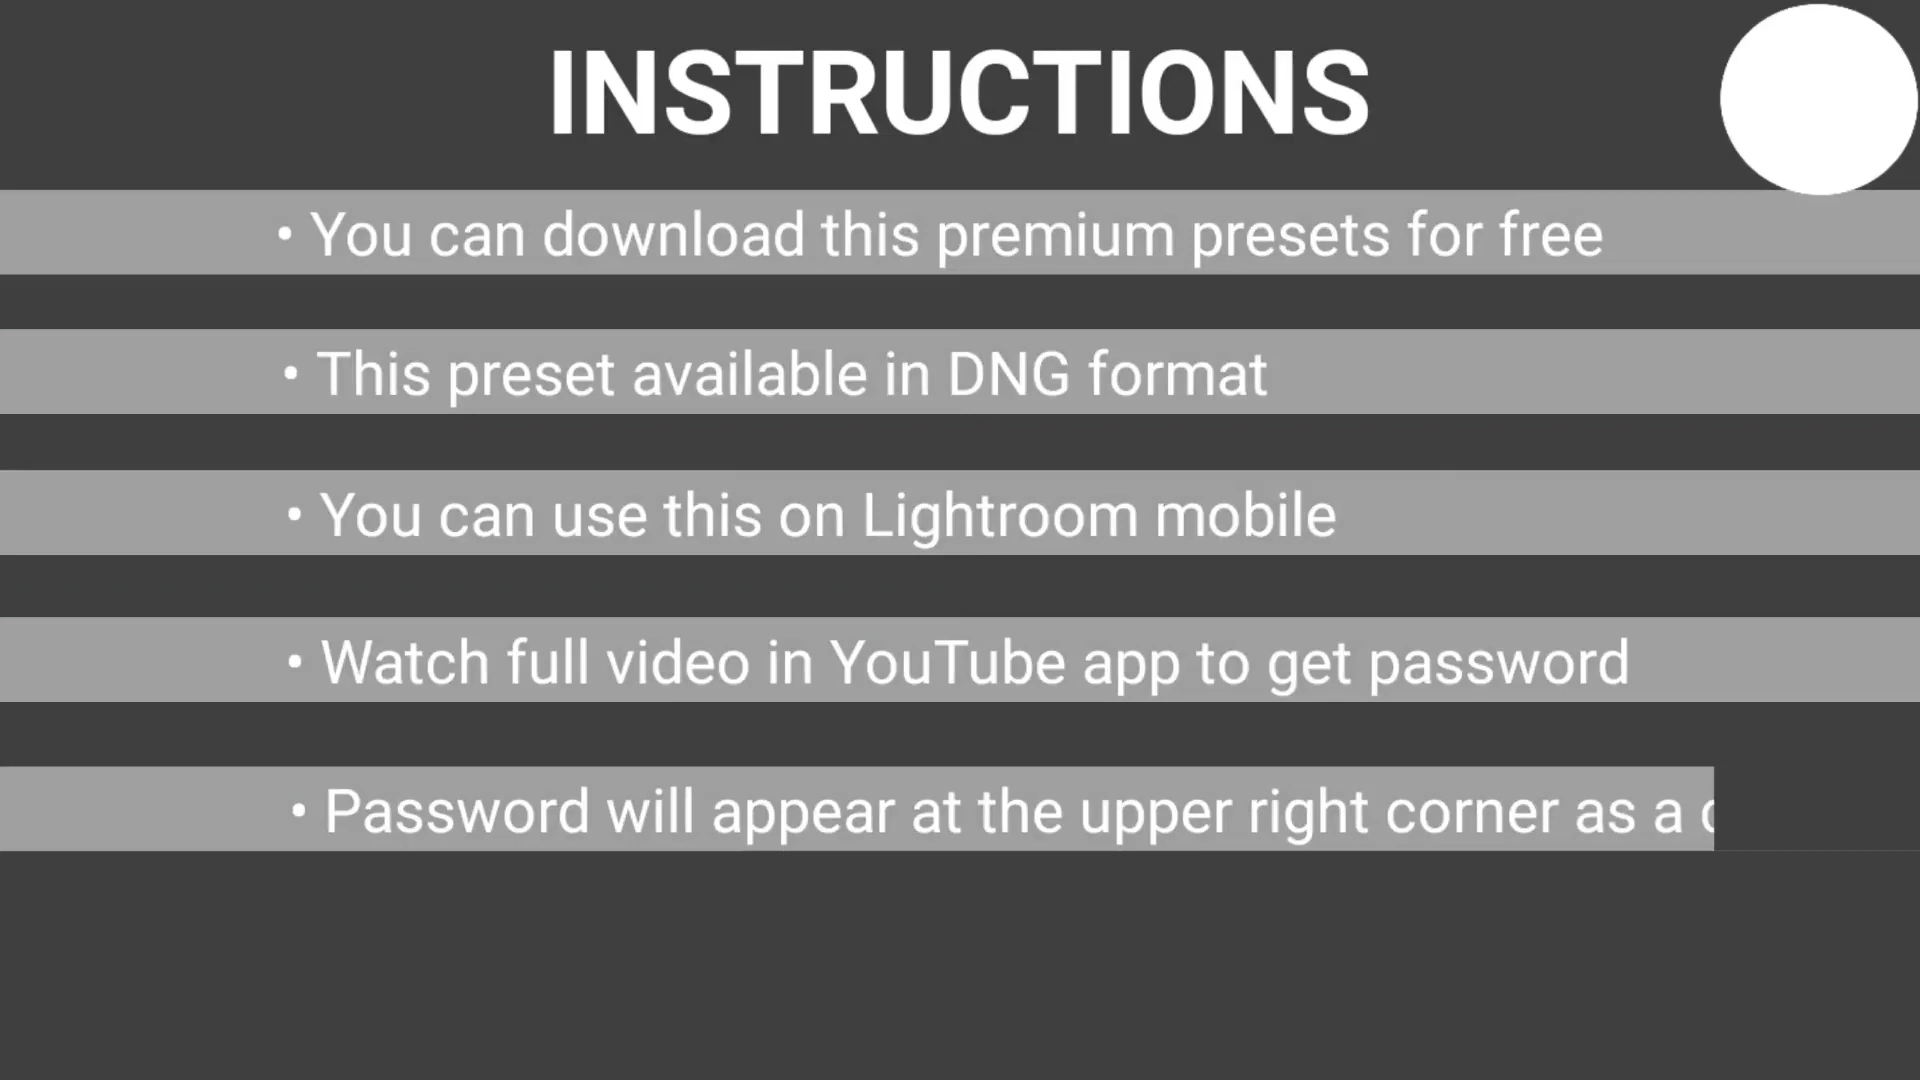 INSTRUCTIONS
• You can download this premium presets for free
• This preset available in DNG format
• You can use this on Lightroom mobile
• Watch full video in YouTube app to get password
• Password will appear at the upper right corner as a